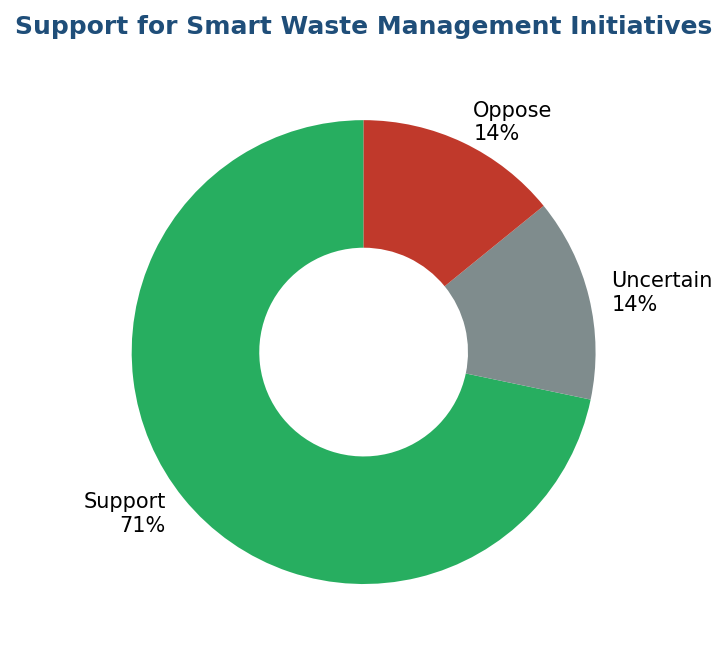 Support for Smart Waste Management Initiatives
Oppose
14%
Uncertain
14%
Support
71%